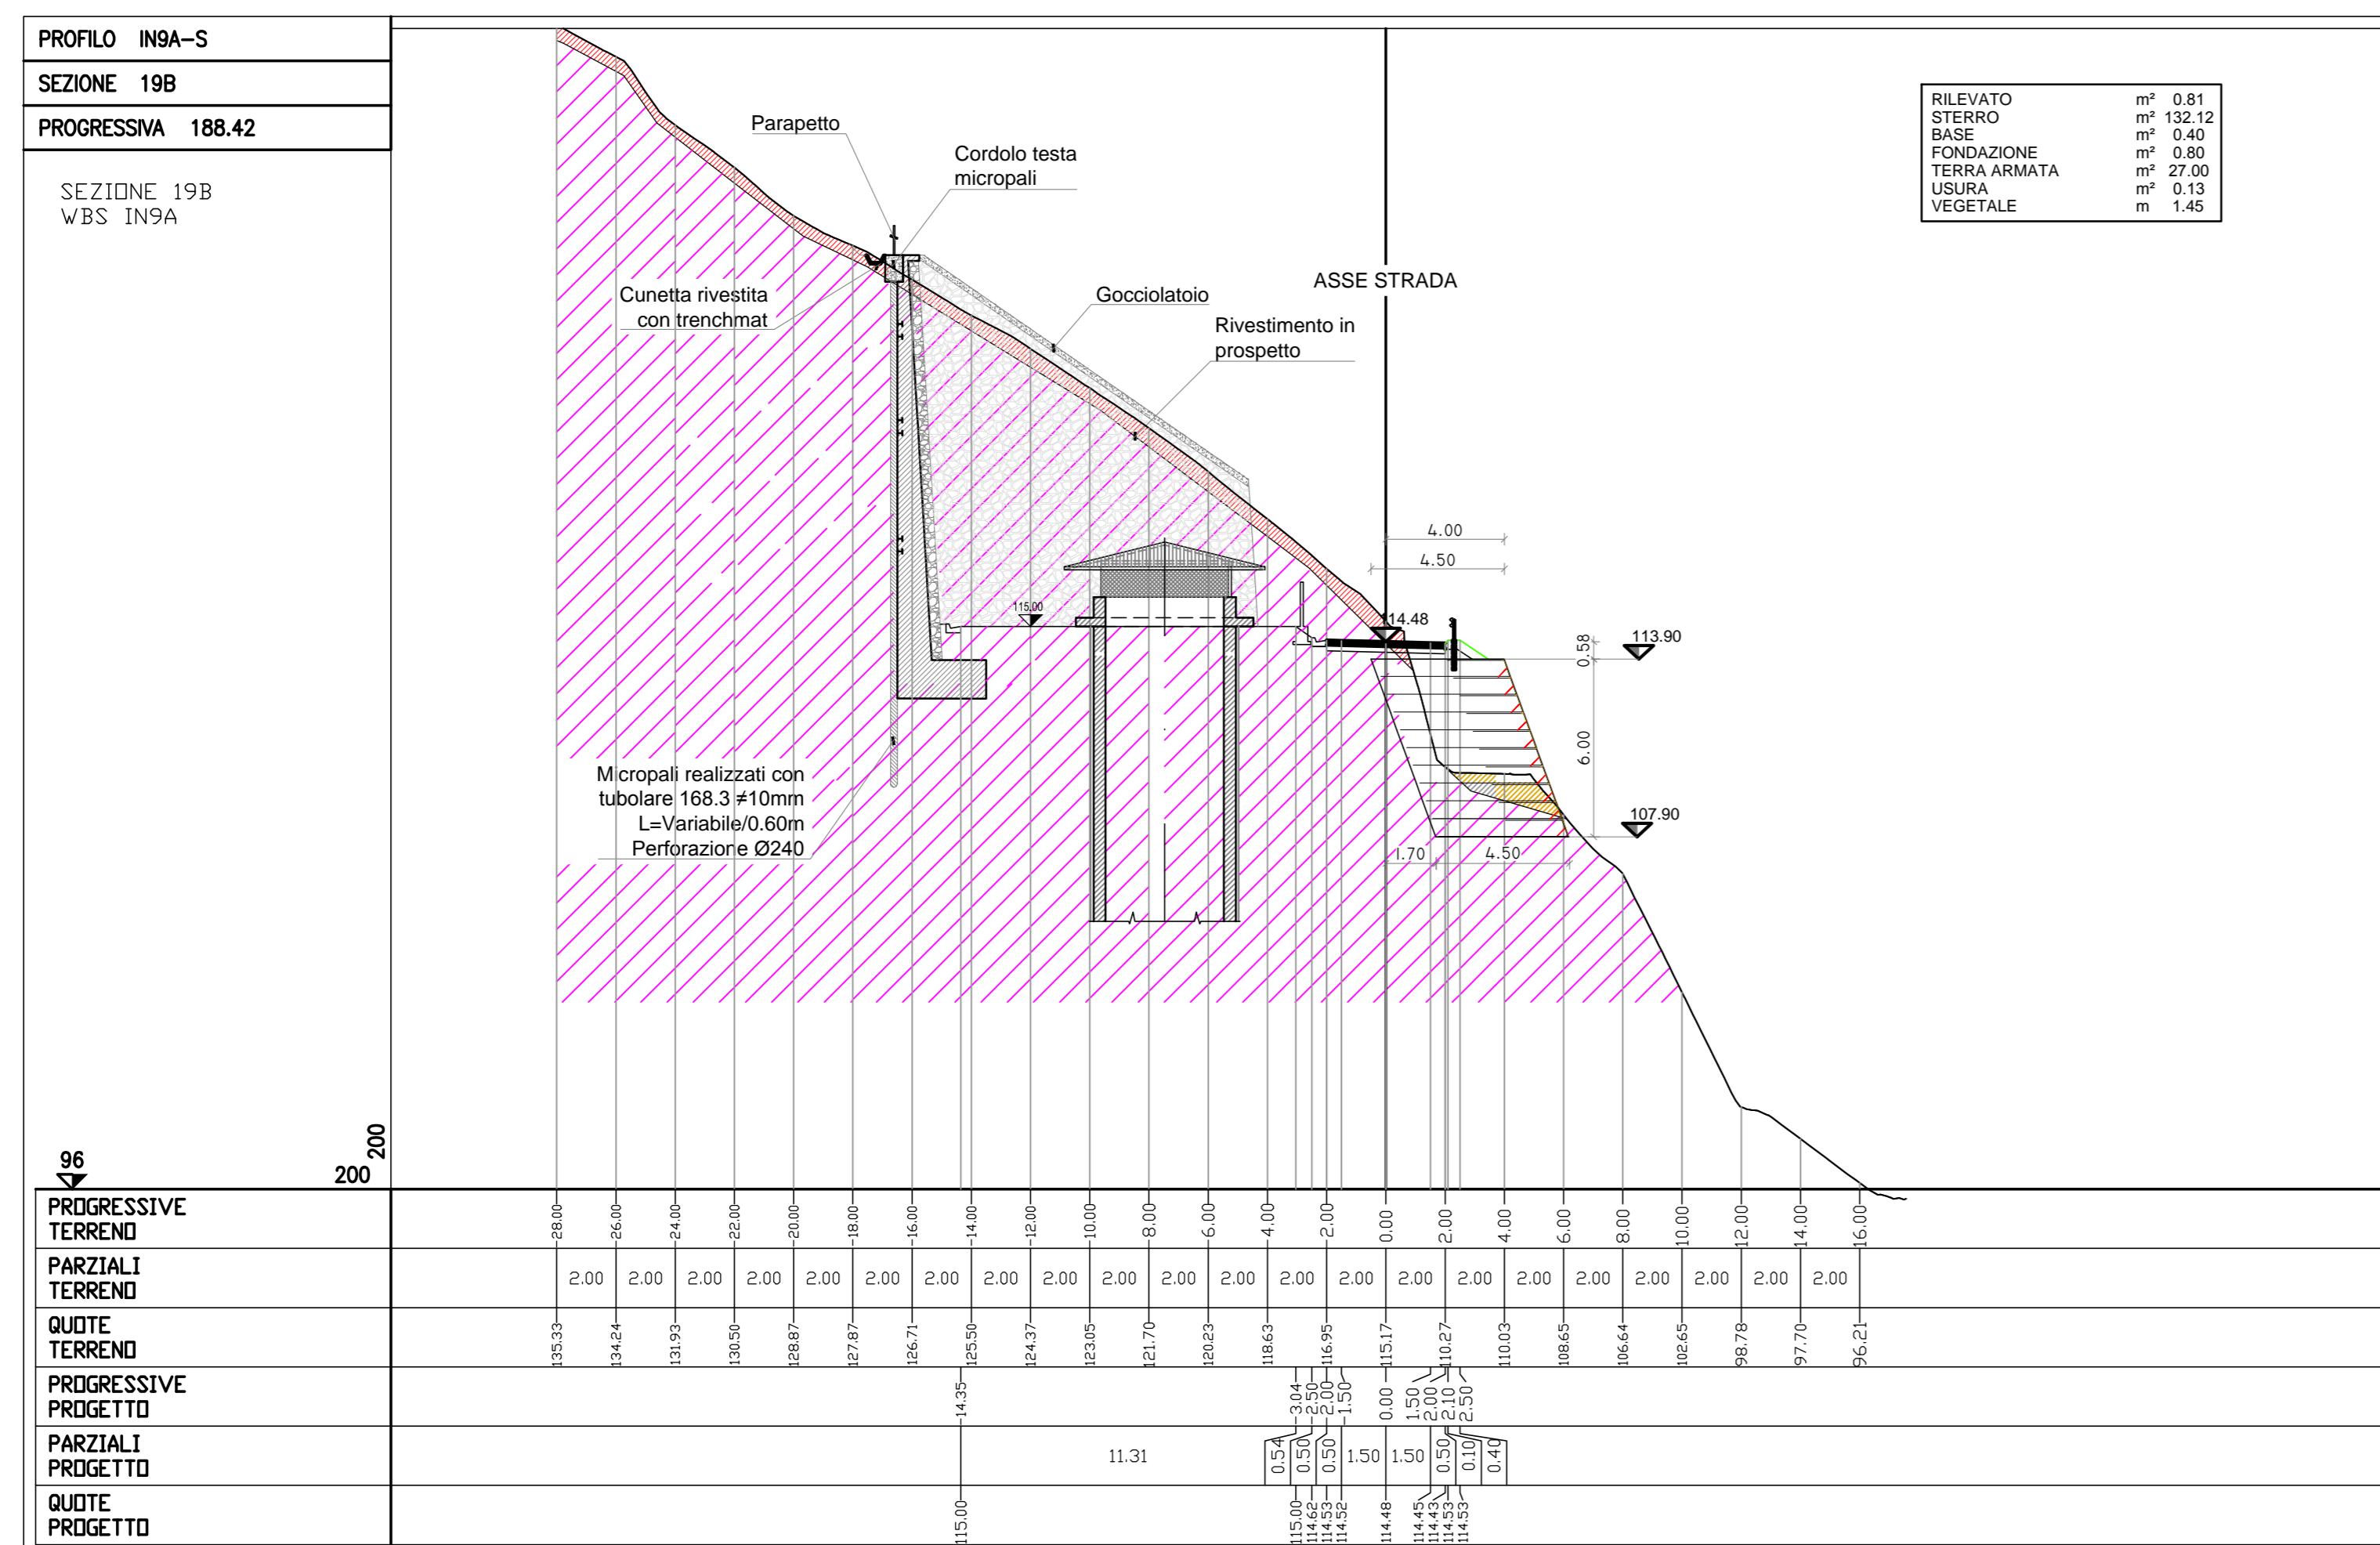 PROFILO IN9A-S
SEZIONE 19B
PROGRESSIVA 188.42
SEZIONE 19B
WBS IN9A
RILEVATO m² 0.81
STERRO m² 132.12
BASE m² 0.40
FONDAZIONE m² 0.80
TERRA ARMATA m² 27.00
USURA m² 0.13
VEGETALE m 1.45
Parapetto
Cordolo testa
micropali
ASSE STRADA
Cunetta rivestita
con trenchmat
Gocciolatoio
Rivestimento in
prospetto
4.00
4.50
115.00
114.48
0.58
113.90
6.00
Micropali realizzati con
tubolare 168.3 ≠10mm
L=Variabile/0.60m
Perforazione Ø240
107.90
1.70 4.50
96
200
200
PROGRESSIVE
TERRENO
-28.00 -26.00 -24.00 -22.00 -20.00 -18.00 -16.00 -14.00 -12.00 -10.00 -8.00 -6.00 -4.00 -2.00 0.00 2.00 4.00 6.00 8.00 10.00 12.00 14.00 16.00
PARZIALI
TERRENO
2.00 2.00 2.00 2.00 2.00 2.00 2.00 2.00 2.00 2.00 2.00 2.00 2.00 2.00 2.00 2.00 2.00 2.00 2.00 2.00 2.00 2.00
QUOTE
TERRENO
135.33 134.24 131.93 130.50 128.87 127.87 126.71 125.50 124.37 123.05 121.70 120.23 118.63 116.95 115.17 110.27 110.03 108.65 106.64 102.65 98.78 97.70 96.21
PROGRESSIVE
PROGETTO
-14.35 -3.04 -2.50 -2.00 -1.50 0.00 1.50 2.00 2.10 2.50
PARZIALI
PROGETTO
11.31 0.54 0.50 0.50 1.50 1.50 0.50 0.10 0.40
QUOTE
PROGETTO
115.00 115.00 114.62 114.53 114.52 114.48 114.45 114.43 114.53 114.53